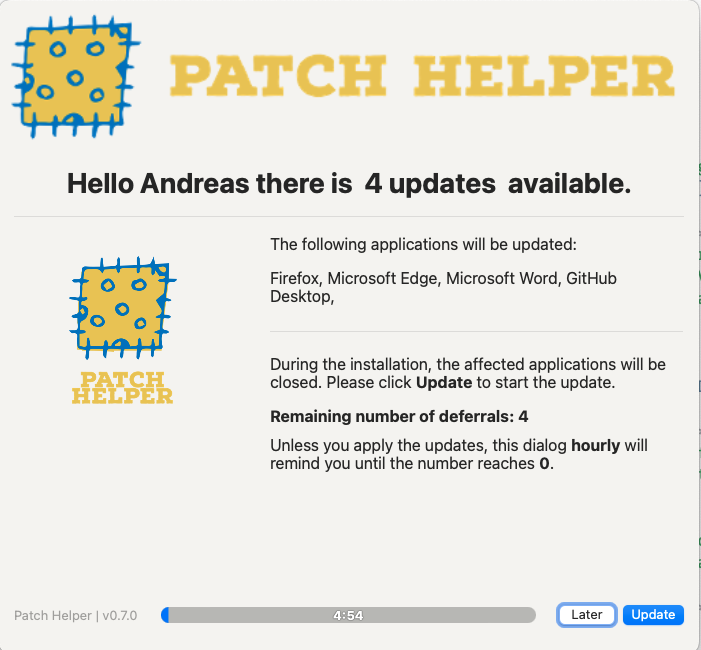 PATCH HELPER
Hello Andreas there is 4 updates available.
The following applications will be updated:
Firefox, Microsoft Edge, Microsoft Word, GitHub
Desktop,
PATCH
HELPER
During the installation, the affected applications will be
closed. Please click Update to start the update.
Remaining number of deferrals: 4
Unless you apply the updates, this dialog hourly will
remind you until the number reaches 0.
Patch Helper | v0.7.0
4:54
Later
Update